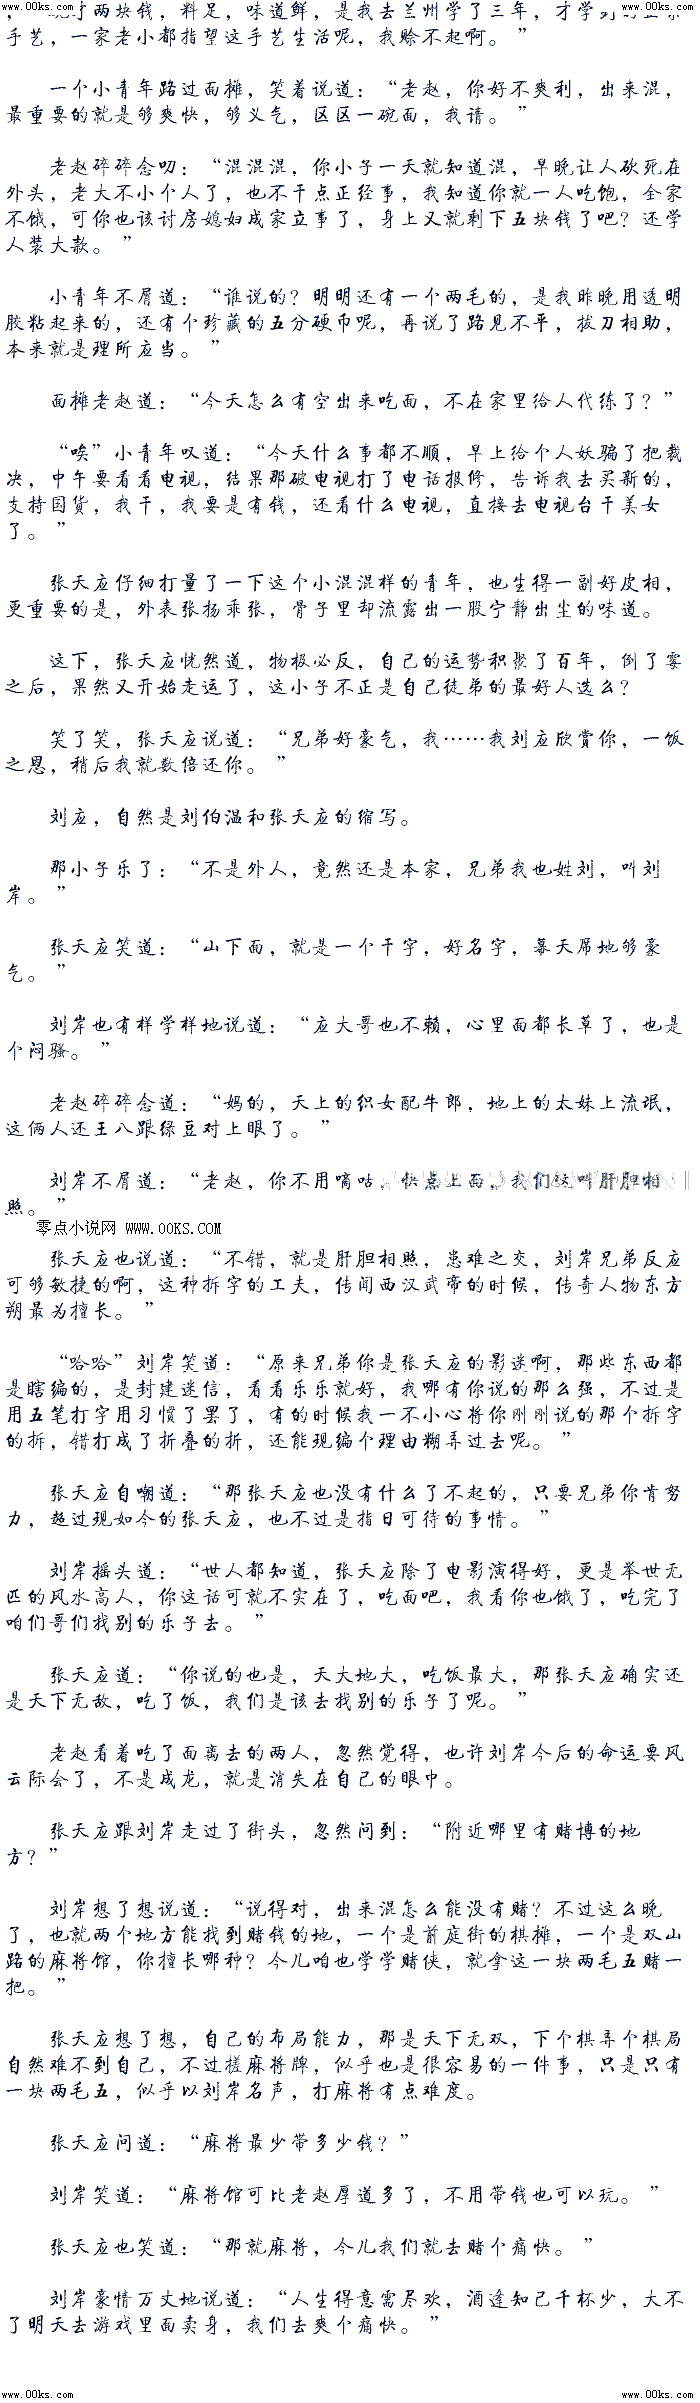 www.00ks.com www.00ks.com
两块钱，料足，味道鲜，是我去兰州学了三年，才学到的
手艺，一家老小都指望这手艺生活呢，我赊不起啊。”
一个小青年路过面摊，笑着说道：“老赵，你好不爽利，出来混，
最重要的就是够爽快，够义气，区区一碗面，我请。”
老赵碎碎念叨：“混混混，你小子一天就知道混，早晚让人砍死在
外头，老大不小个人了，也不干点正经事，我知道你就一人吃饱，全家
不饿，可你也该讨房媳妇成家立事了，身上又就剩下五块钱了吧？还学
人装大款。”
小青年不屑道：“谁说的？明明还有一个两毛的，是我昨晚用透明
胶粘起来的，还有个珍藏的五分硬币呢，再说了路见不平，拔刀相助，
本来就是理所应当。”
面摊老赵道：“今天怎么有空出来吃面，不在家里给人代练了？”
“唉”小青年叹道：“今天什么事都不顺，早上给个人妖骗了把裁
决，中午要看看电视，结果那破电视打了电话报修，告诉我去买新的，
支持国货，我干，我要是有钱，还看什么电视，直接去电视台干美女
了。”
张天应仔细打量了一下这个小混混样的青年，也生得一副好皮相，
更重要的是，外表张扬乖张，骨子里却流露出一股宁静出尘的味道。
这下，张天应恍然道，物极必反，自己的运势积聚了百年，倒了霉
之后，果然又开始走运了，这小子不正是自己徒弟的最好人选么？
笑了笑，张天应说道：“兄弟好豪气，我……我刘应欣赏你，一饭
之恩，稍后我就数倍还你。”
刘应，自然是刘伯温和张天应的缩写。
那小子乐了：“不是外人，竟然还是本家，兄弟我也姓刘，叫刘
岸。”
张天应笑道：“山下面，就是一个干字，好名字，幕天席地够豪
气。”
刘岸也有样学样地说道：“应大哥也不赖，心里面都长草了，也是
个闷骚。”
老赵碎碎念道：“妈的，天上的织女配牛郎，地上的太妹上流氓，
这俩人还王八跟绿豆对上眼了。”
刘岸不屑道：“老赵，你不用嘀咕，快点上面，我们这叫肝胆相
照。”
零点小说网 www.00KS.com
张天应也说道：“不错，就是肝胆相照，患难之交，刘岸兄弟反应
可够敏捷的啊，这种拆字的工夫，传闻西汉武帝的时候，传奇人物东方
朔最为擅长。”
“哈哈”刘岸笑道：“原来兄弟你是张天应的影迷啊，那些东西都
是瞎编的，是封建迷信，看看乐乐就好，我哪有你说的那么强，不过是
用五笔打字用习惯了罢了，有的时候我一不小心将你刚刚说的那个拆字
的拆，错打成了折叠的折，还能现编个理由糊弄过去呢。”
张天应自嘲道：“那张天应也没有什么了不起的，只要兄弟你肯努
力，超过现如今的张天应，也不过是指日可待的事情。”
刘岸摇头道：“世人都知道，张天应除了电影演得好，更是举世无
匹的风水高人，你这话可就不实在了，吃面吧，我看你也饿了，吃完了
咱们哥们找别的乐子去。”
张天应道：“你说的也是，天大地大，吃饭最大，那张天应确实还
是天下无敌，吃了饭，我们是该去找别的乐子了呢。”
老赵看着吃了面离去的两人，忽然觉得，也许刘岸今后的命运要风
云际会了，不是成龙，就是消失在自己的眼中。
张天应跟刘岸走过了街头，忽然问到：“附近哪里有赌博的地
方？”
刘岸想了想说道：“说得对，出来混怎么能没有赌？不过这么晚
了，也就两个地方能找到赌钱的地，一个是前庭街的棋摊，一个是双山
路的麻将馆，你擅长哪种？今儿咱也学学赌侠，就拿这一块两毛五赌一
把。”
张天应想了想，自己的布局能力，那是天下无双，下个棋弄个棋局
自然难不到自己，不过搓麻将牌，似乎也是很容易的一件事，只是只有
一块两毛五，似乎以刘岸名声，打麻将有点难度。
张天应问道：“麻将最少带多少钱？”
刘岸笑道：“麻将馆可比老赵厚道多了，不用带钱也可以玩。”
张天应也笑道：“那就麻将，今儿我们就去赌个痛快。”
刘岸豪情万丈地说道：“人生得意需尽欢，酒逢知己千杯少，大不
了明天去游戏里面卖身，我们去爽个痛快。”
www.00ks.com www.00ks.com